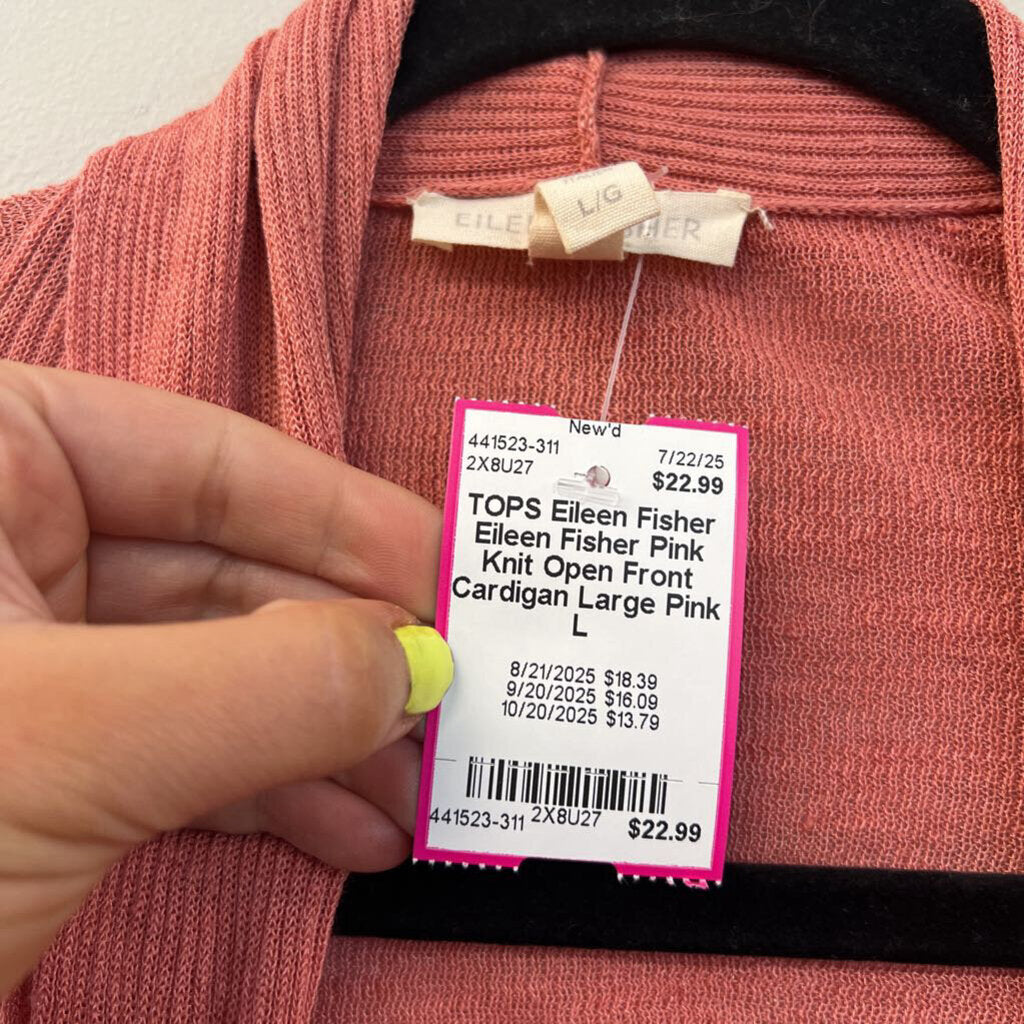 L/G
EILE SHER
New'd
441523-311
7/22/25
2X8U27
$22.99
TOPS Eileen Fisher
Eileen Fisher Pink
Knit Open Front
Cardigan Large Pink
L
8/21/2025 $18.39
9/20/2025 $16.09
10/20/2025 $13.79
441523-311 2X8U27 $22.99